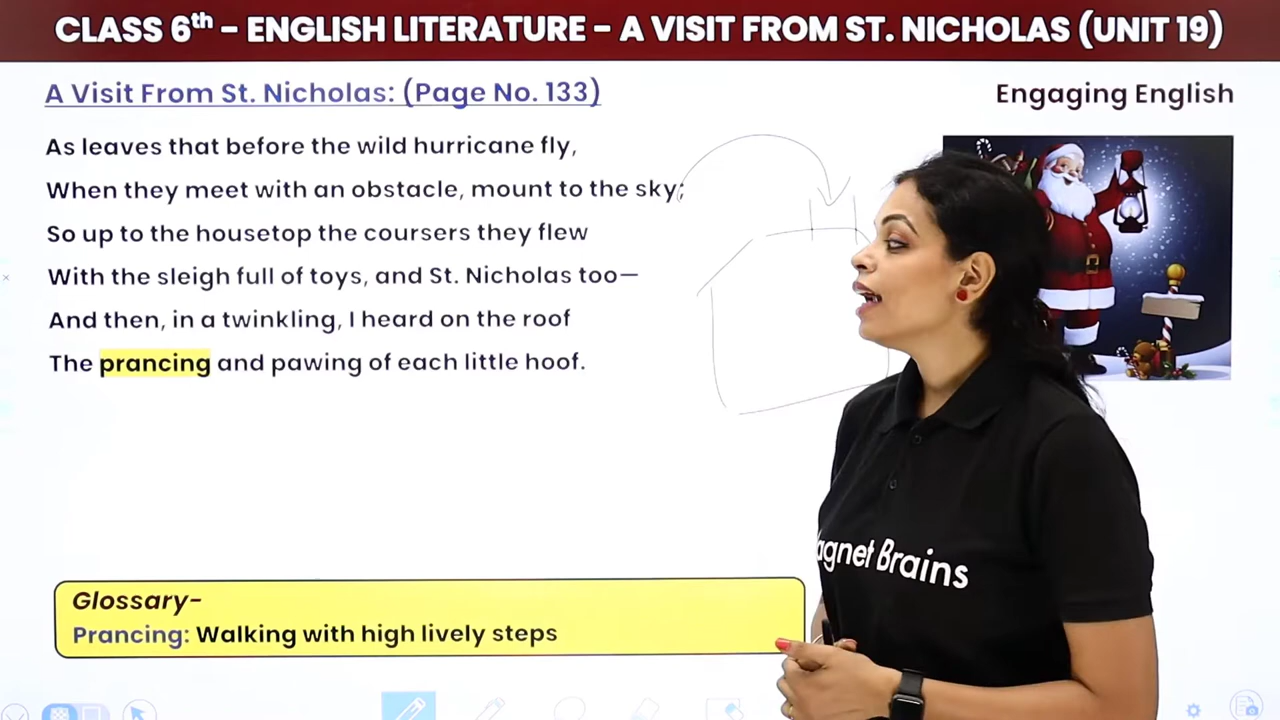 CLASS 6th – ENGLISH LITERATURE – A VISIT FROM ST. NICHOLAS (UNIT 19)
A Visit From St. Nicholas: (Page No. 133)
Engaging English
As leaves that before the wild hurricane fly,
When they meet with an obstacle, mount to the sky;
So up to the housetop the coursers they flew
With the sleigh full of toys, and St. Nicholas too—
And then, in a twinkling, I heard on the roof
The prancing and pawing of each little hoof.
agnet Brains
Glossary-
Prancing: Walking with high lively steps